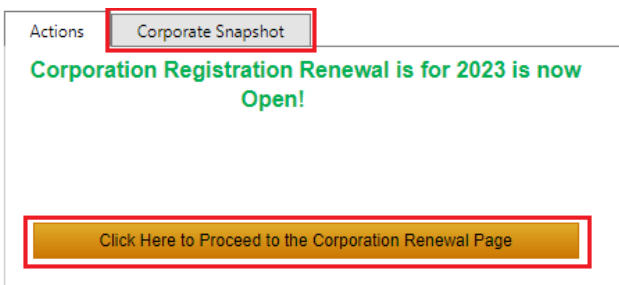 Actions Corporate Snapshot
Corporation Registration Renewal is for 2023 is now
Open!
Click Here to Proceed to the Corporation Renewal Page